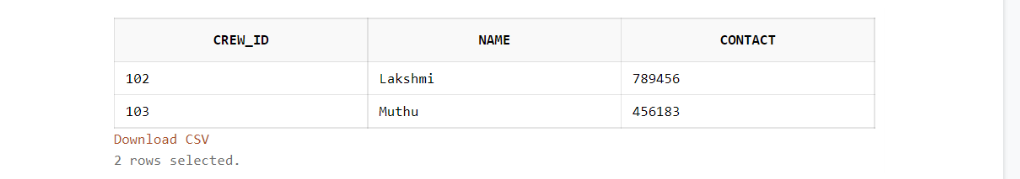 CREW_ID NAME CONTACT
102 Lakshmi 789456
103 Muthu 456183
Download CSV
2 rows selected.